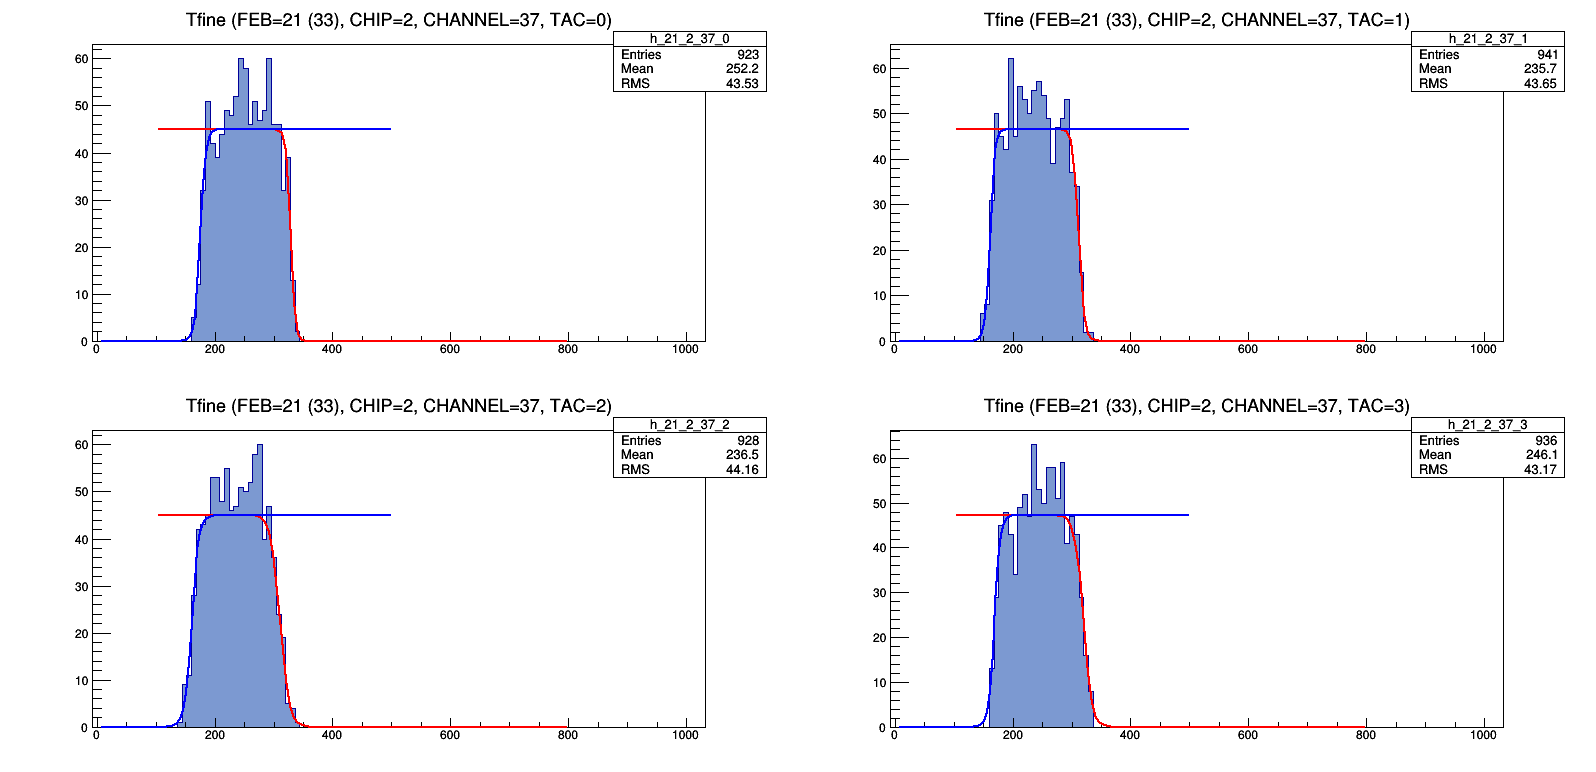 Tfine (FEB=21 (33), CHIP=2, CHANNEL=37, TAC=0)
h_21_2_37_0
Entries 923
Mean 252.2
RMS 43.53
60
50
40
30
20
10
0
0 200 400 600 800 1000
Tfine (FEB=21 (33), CHIP=2, CHANNEL=37, TAC=1)
h_21_2_37_1
Entries 941
Mean 235.7
RMS 43.65
60
50
40
30
20
10
0
0 200 400 600 800 1000
Tfine (FEB=21 (33), CHIP=2, CHANNEL=37, TAC=2)
h_21_2_37_2
Entries 928
Mean 236.5
RMS 44.16
60
50
40
30
20
10
0
0 200 400 600 800 1000
Tfine (FEB=21 (33), CHIP=2, CHANNEL=37, TAC=3)
h_21_2_37_3
Entries 936
Mean 246.1
RMS 43.17
60
50
40
30
20
10
0
0 200 400 600 800 1000